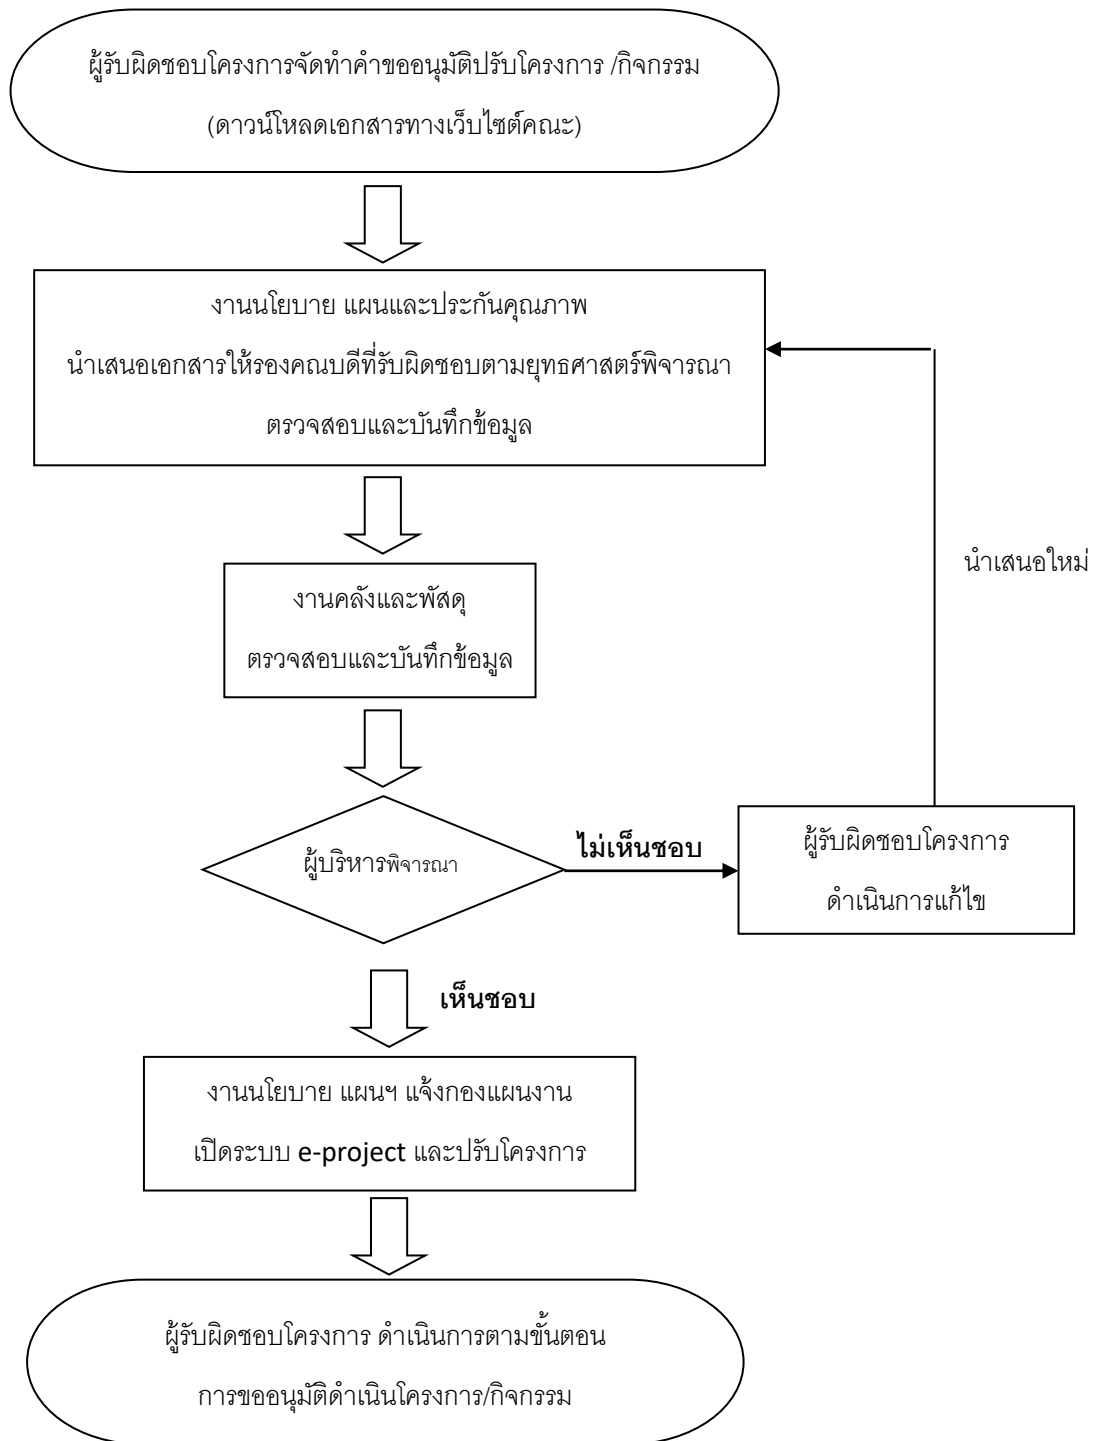 ผู้รับผิดชอบโครงการจัดทำคำขออนุมัติปรับโครงการ /กิจกรรม
(ดาวน์โหลดเอกสารทางเว็บไซต์คณะ)
งานนโยบาย แผนและประกันคุณภาพ
นำเสนอเอกสารให้รองคณบดีที่รับผิดชอบตามยุทธศาสตร์พิจารณา
ตรวจสอบและบันทึกข้อมูล
นำเสนอใหม่
งานคลังและพัสดุ
ตรวจสอบและบันทึกข้อมูล
ผู้บริหารพิจารณา
ไม่เห็นชอบ
ผู้รับผิดชอบโครงการ
ดำเนินการแก้ไข
เห็นชอบ
งานนโยบาย แผนฯ แจ้งกองแผนงาน
เปิดระบบ e-project และปรับโครงการ
ผู้รับผิดชอบโครงการ ดำเนินการตามขั้นตอน
การขออนุมัติดำเนินโครงการ/กิจกรรม